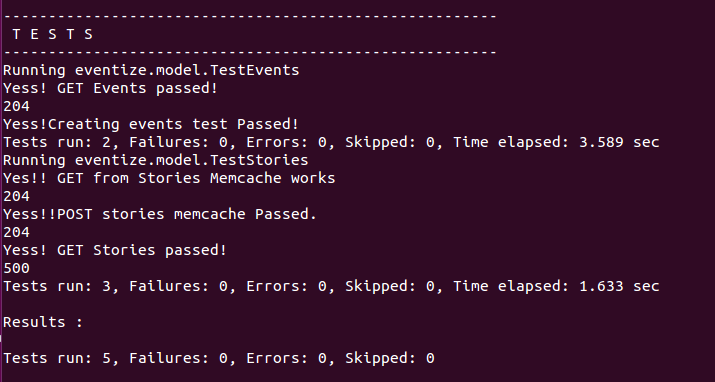 -------------------------------------------------------
T E S T S
-------------------------------------------------------
Running eventize.model.TestEvents
Yess! GET Events passed!
204
Yess!Creating events test Passed!
Tests run: 2, Failures: 0, Errors: 0, Skipped: 0, Time elapsed: 3.589 sec
Running eventize.model.TestStories
Yes!! GET from Stories Memcache works
204
Yess!!POST stories memcache Passed.
204
Yess! GET Stories passed!
500
Tests run: 3, Failures: 0, Errors: 0, Skipped: 0, Time elapsed: 1.633 sec
Results :
Tests run: 5, Failures: 0, Errors: 0, Skipped: 0